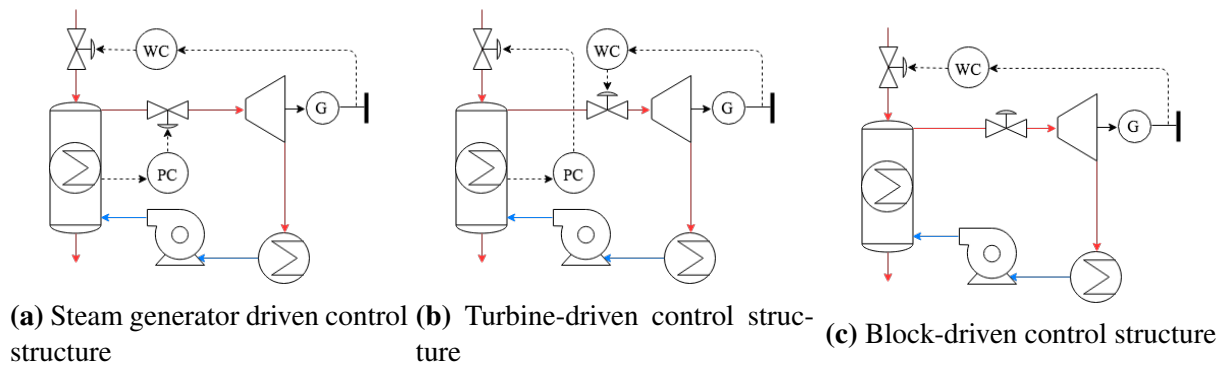 WC
G
PC
WC
G
PC
WC
G
(a) Steam generator driven control
structure
(b) Turbine-driven control struc-
ture
(c) Block-driven control structure